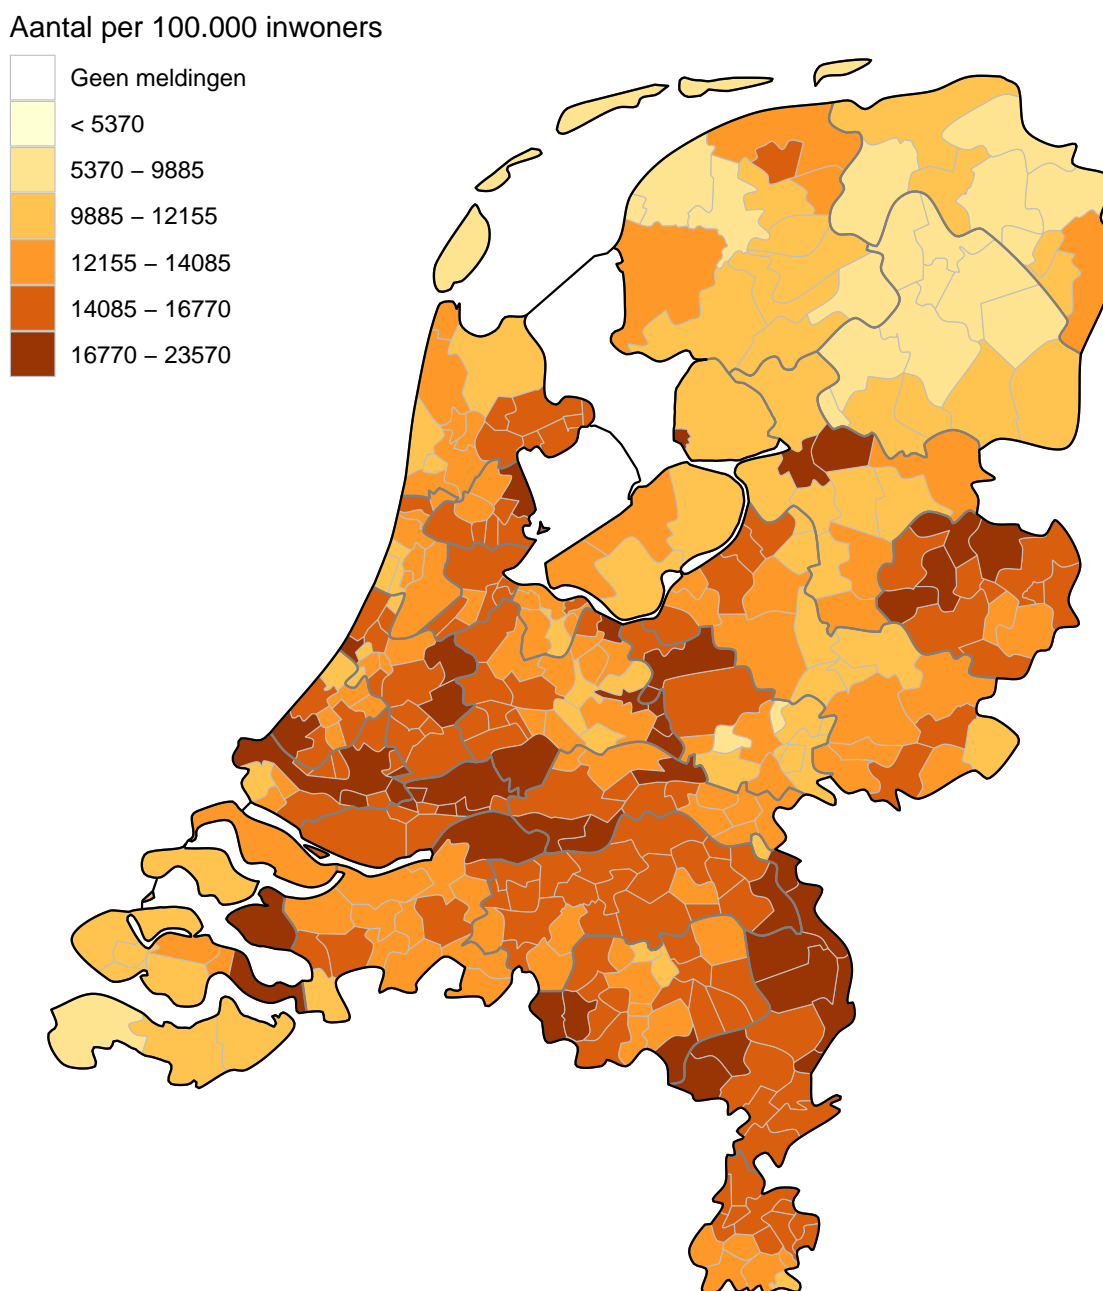 Aantal per 100.000 inwoners
Geen meldingen
< 5370
5370 – 9885
9885 – 12155
12155 – 14085
14085 – 16770
16770 – 23570